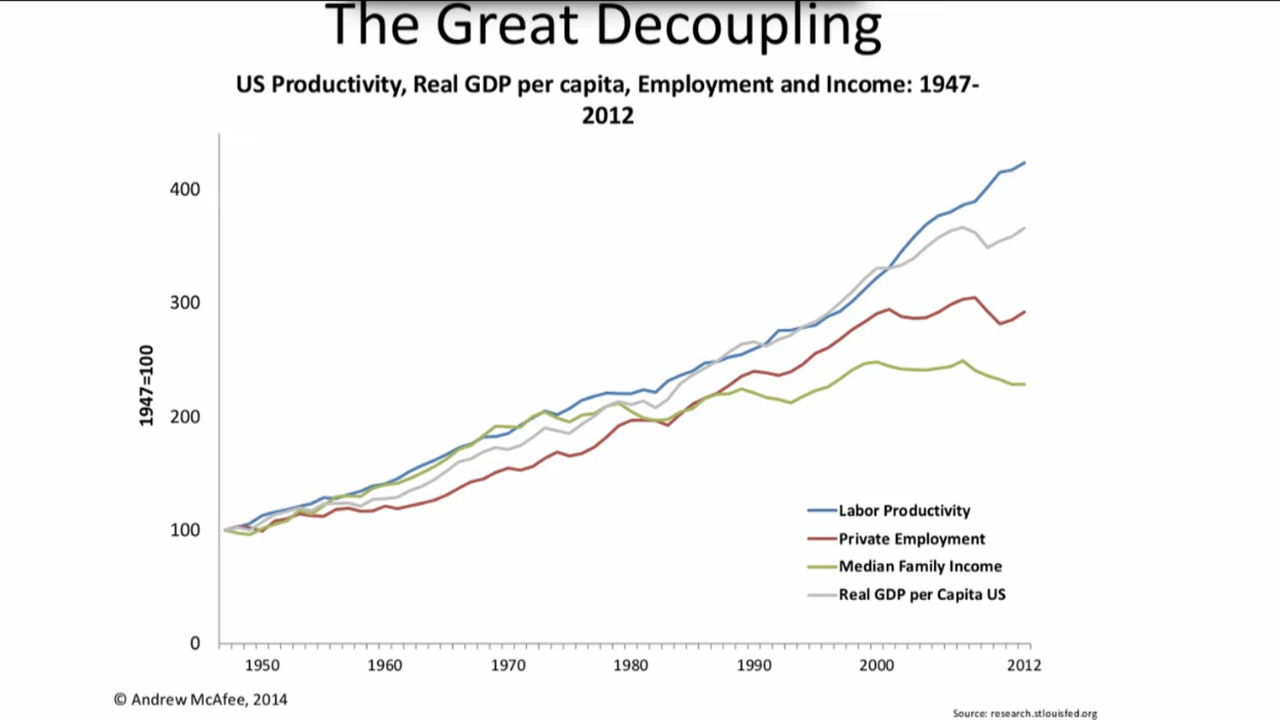 The Great Decoupling
US Productivity, Real GDP per capita, Employment and Income: 1947-
2012
400
300
200
100
0
1947=100
Labor Productivity
Private Employment
Median Family Income
Real GDP per Capita US
1950 1960 1970 1980 1990 2000 2012
© Andrew McAfee, 2014
Source: research.stlouisfed.org